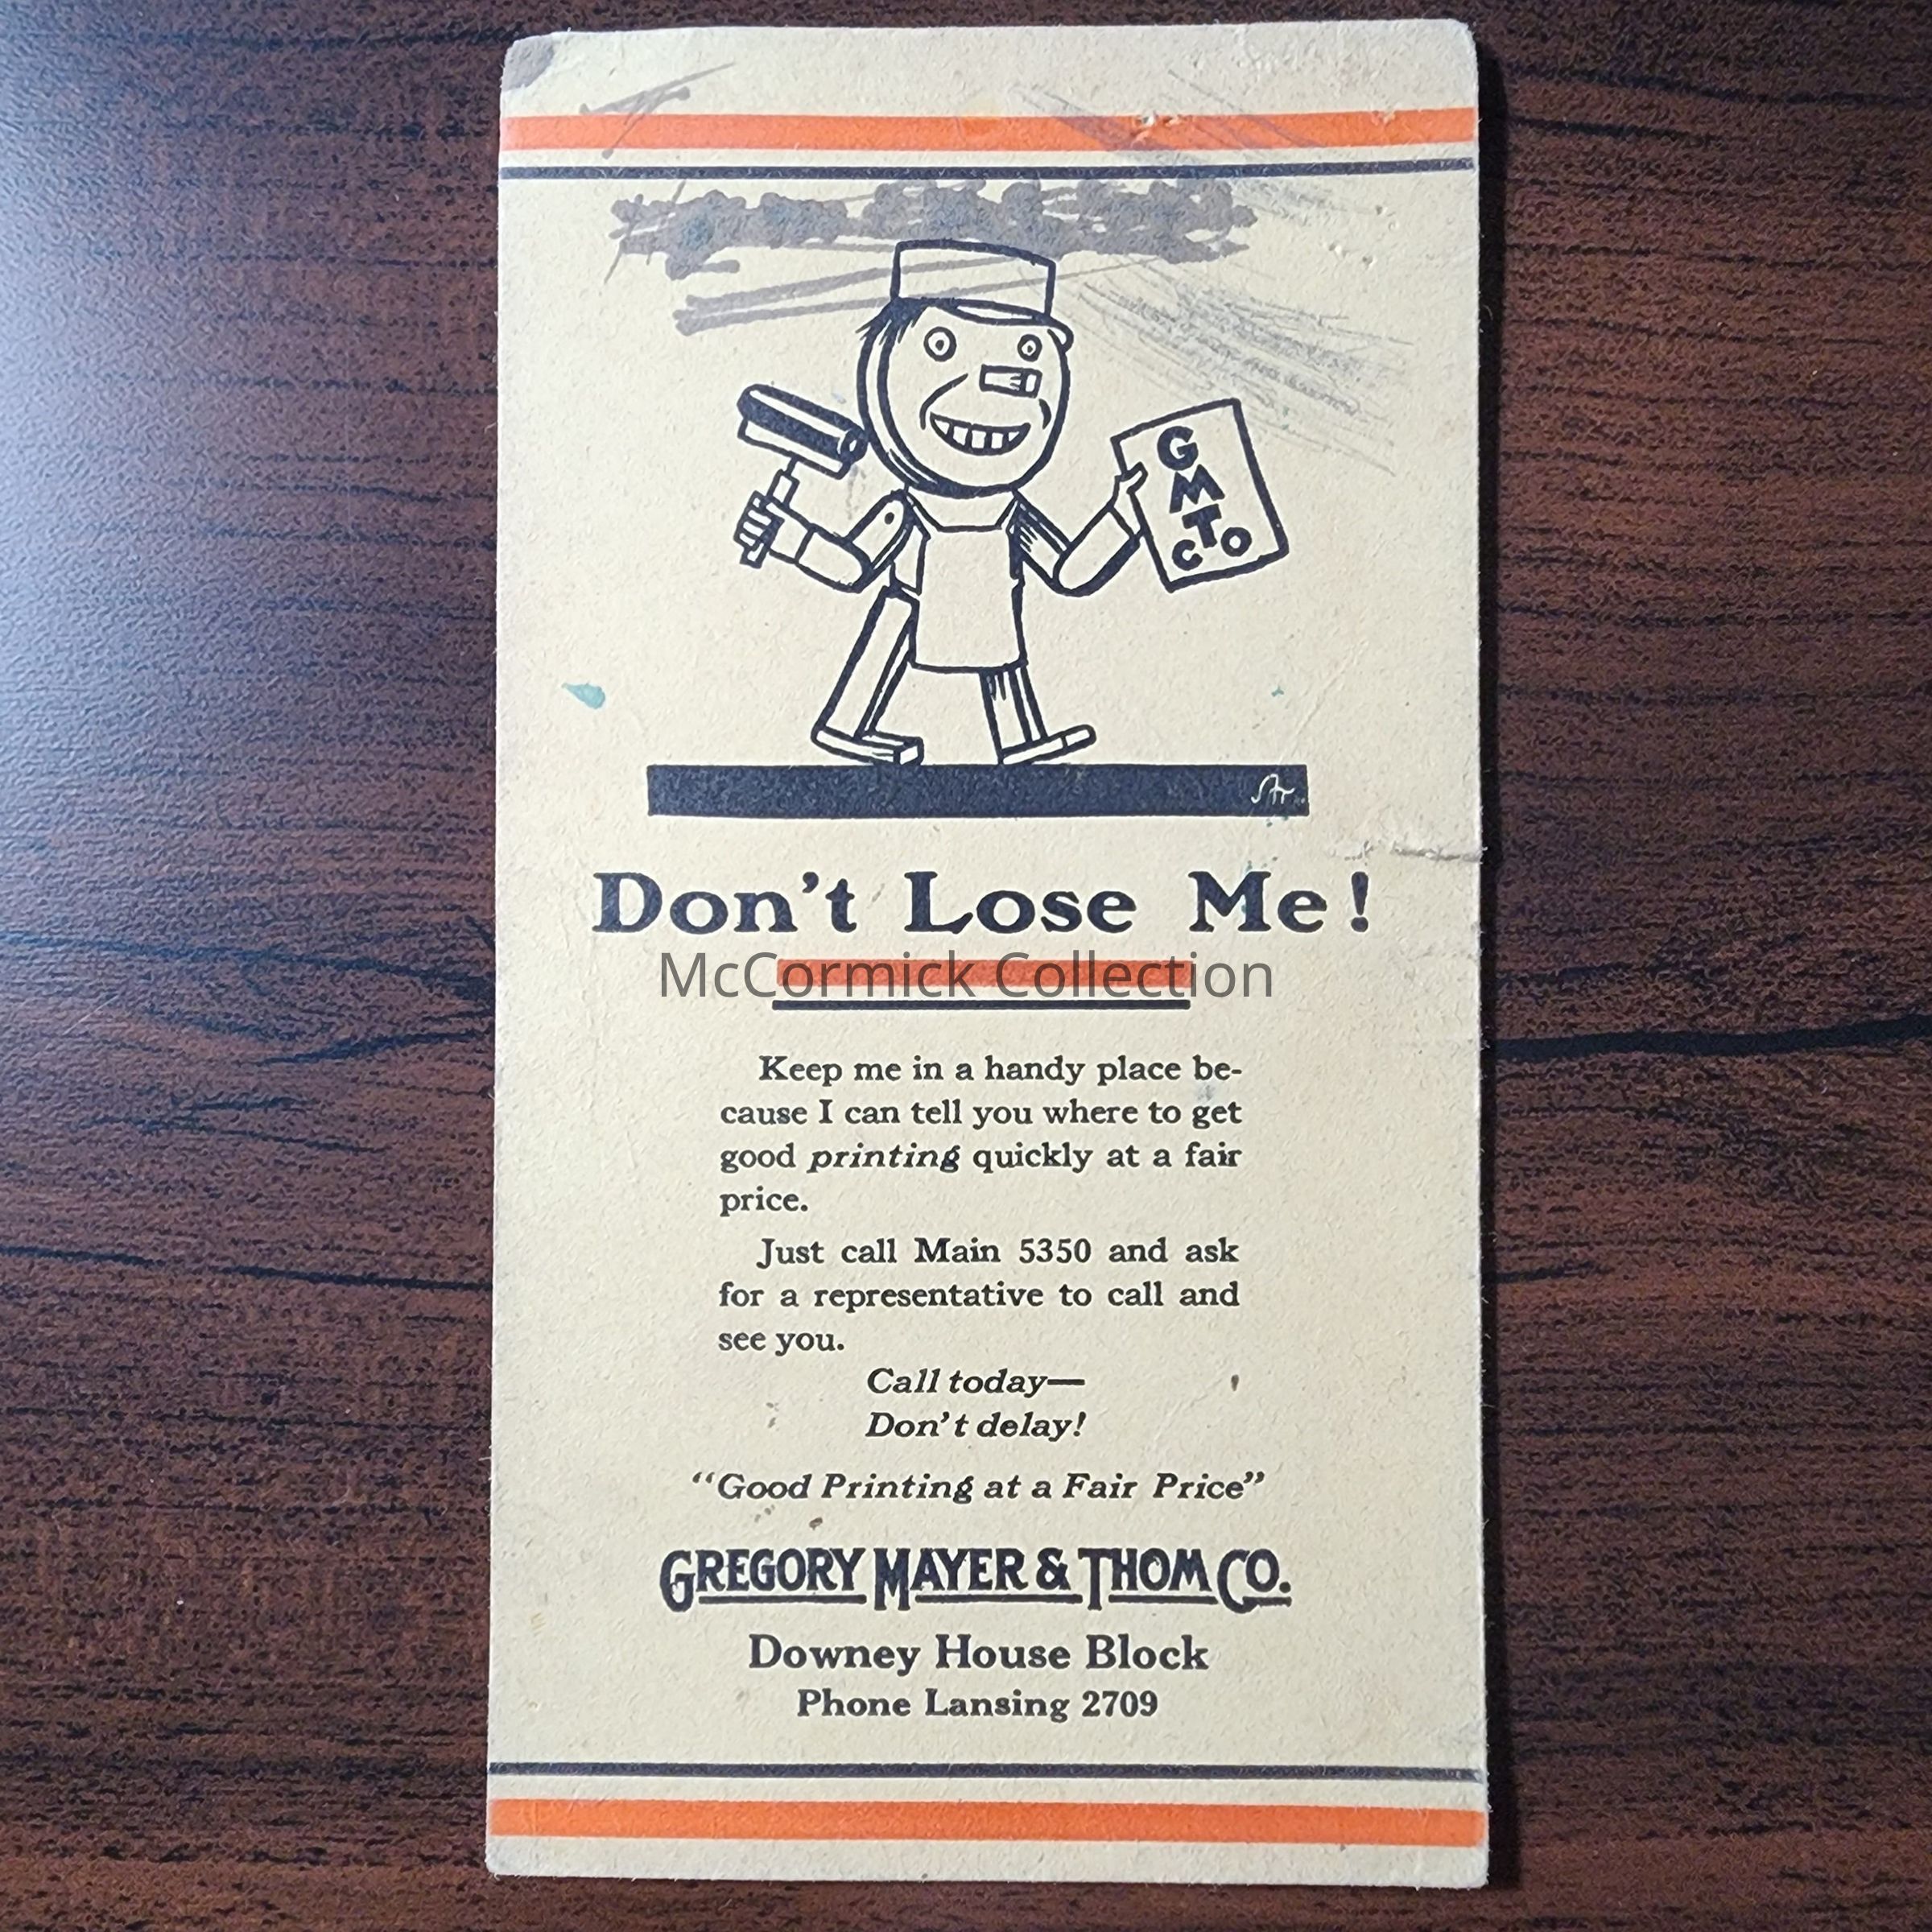 G
M
T
Co
Don't Lose Me!
McCormick Collection
Keep me in a handy place be-
cause I can tell you where to get
good printing quickly at a fair
price.
Just call Main 5350 and ask
for a representative to call and
see you.
Call today—
Don't delay!
"Good Printing at a Fair Price"
GREGORY MAYER & THOM CO.
Downey House Block
Phone Lansing 2709